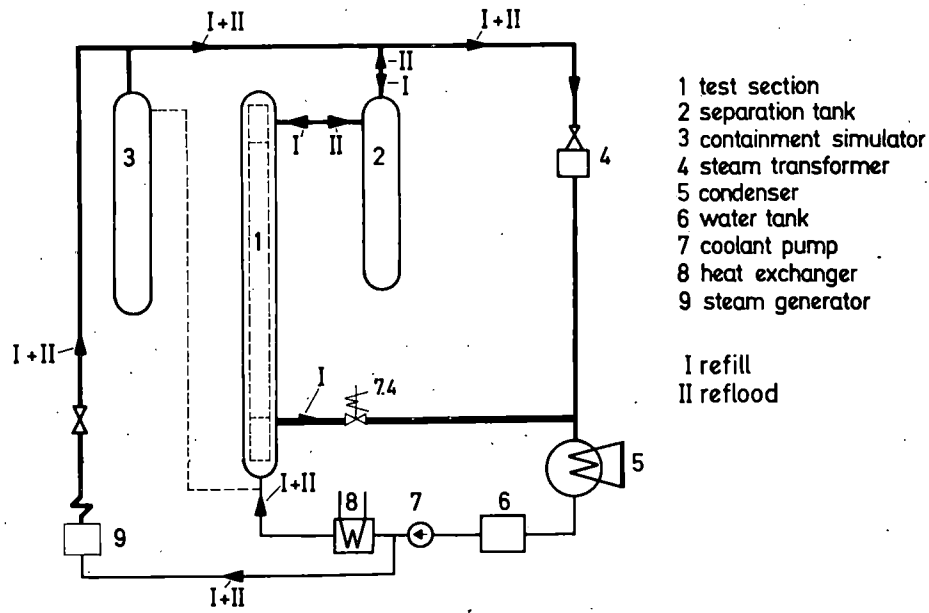 I+II
I+II
II
I
I
II
3
1
2
4
I+II
I
7.4
I+II
8
7
6
5
9
I+II
1 test section
2 separation tank
3 containment simulator
4 steam transformer
5 condenser
6 water tank
7 coolant pump
8 heat exchanger
9 steam generator
I refill
II reflood